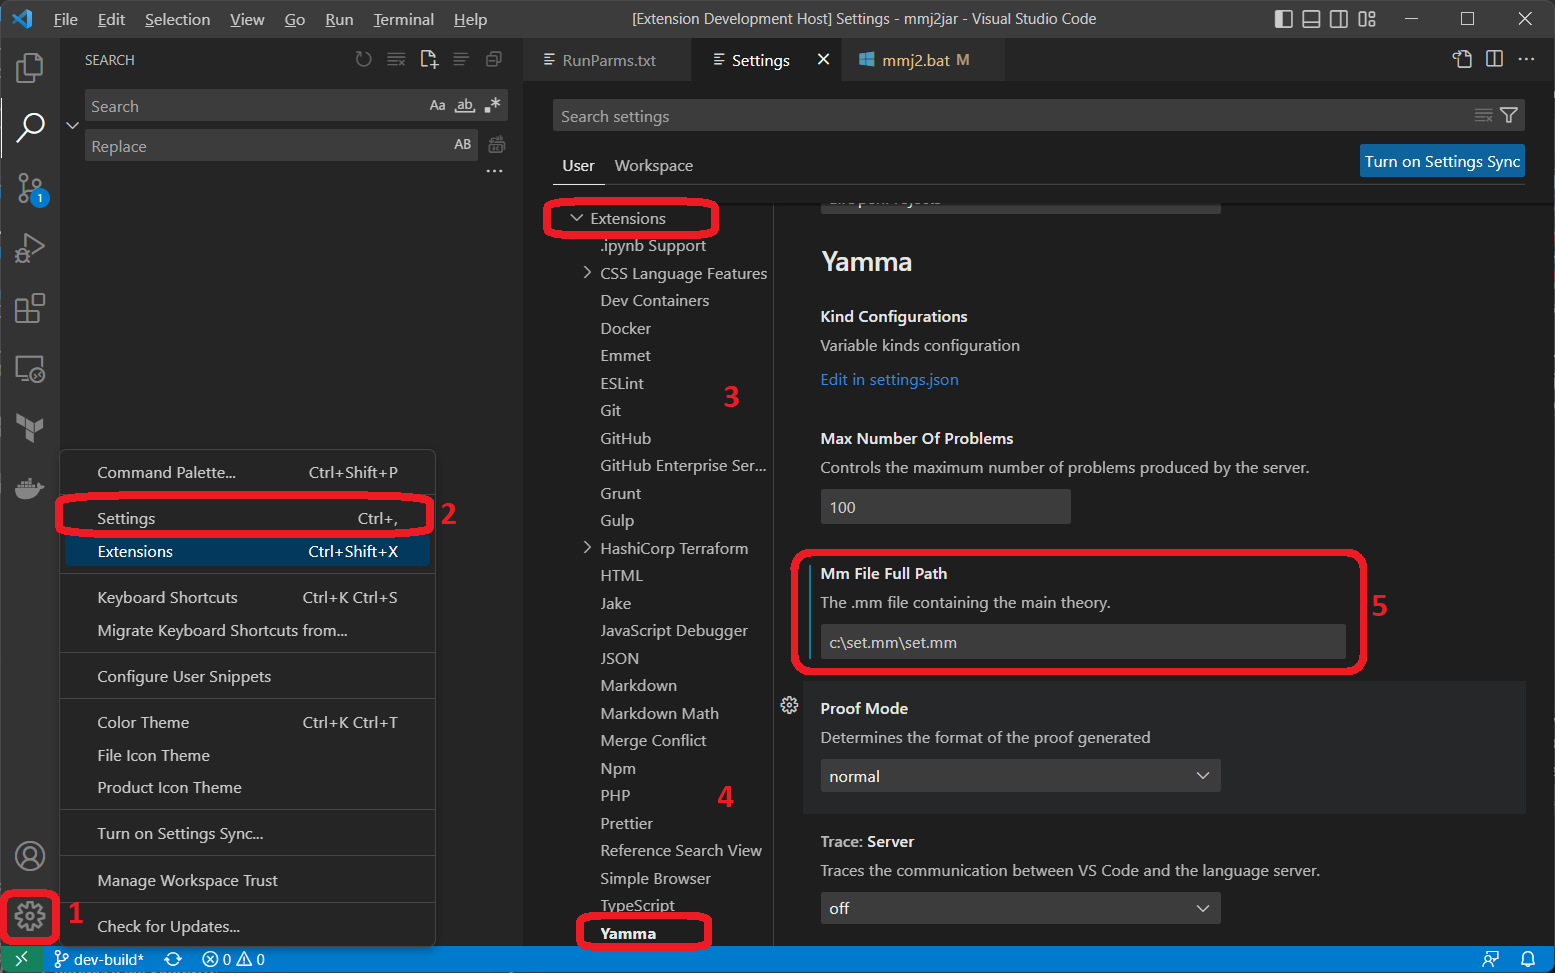 File Edit Selection View Go Run Terminal Help
[Extension Development Host] Settings - mmj2jar - Visual Studio Code
SEARCH
Search
Aa ab
Replace
AB
1
RunParms.txt
Settings
mmj2.bat M
Search settings
User Workspace
Turn on Settings Sync
Extensions
.ipynb Support
CSS Language Features
Dev Containers
Docker
Emmet
ESLint
Git
GitHub
GitHub Enterprise Ser...
Grunt
Gulp
HashiCorp Terraform
HTML
Jake
JavaScript Debugger
JSON
Markdown
Markdown Math
Merge Conflict
Npm
PHP
Prettier
Reference Search View
Simple Browser
TypeScript
Yamma
3
4
Yamma
Kind Configurations
Variable kinds configuration
Edit in settings.json
Max Number Of Problems
Controls the maximum number of problems produced by the server.
100
Mm File Full Path
The .mm file containing the main theory.
c:\set.mm\set.mm
5
Proof Mode
Determines the format of the proof generated
normal
Trace: Server
Traces the communication between VS Code and the language server.
off
Command Palette... Ctrl+Shift+P
Settings Ctrl+,
2
Extensions Ctrl+Shift+X
Keyboard Shortcuts Ctrl+K Ctrl+S
Migrate Keyboard Shortcuts from...
Configure User Snippets
Color Theme Ctrl+K Ctrl+T
File Icon Theme
Product Icon Theme
Turn on Settings Sync...
Manage Workspace Trust
Check for Updates...
1
dev-build* 0 0